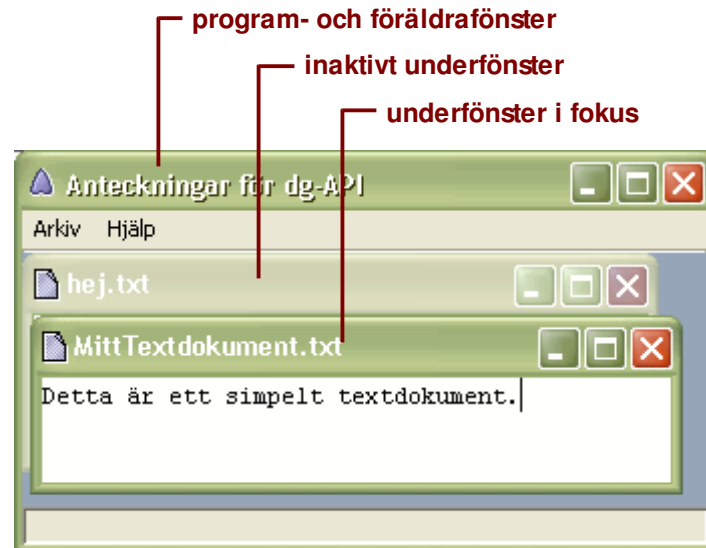 program- och föräldrafönster
inaktivt underfönster
underfönster i fokus
Anteckningar för dg-API
Arkiv Hjälp
hej.txt
MittTextdokument.txt
Detta är ett simpelt textdokument.